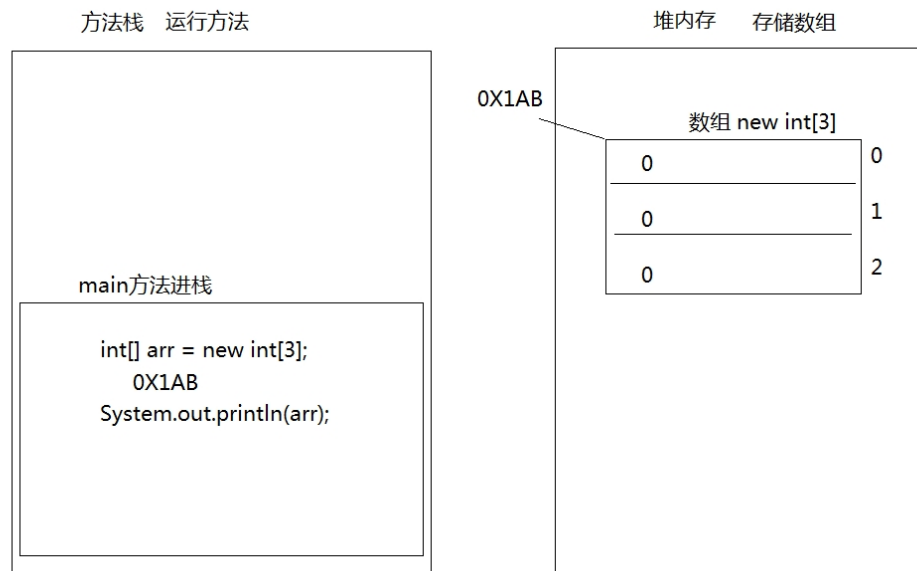 方法栈 运行方法
main方法进栈
int[] arr = new int[3];
0X1AB
System.out.println(arr);
堆内存 存储数组
0X1AB
数组 new int[3]
0 0
0 1
0 2